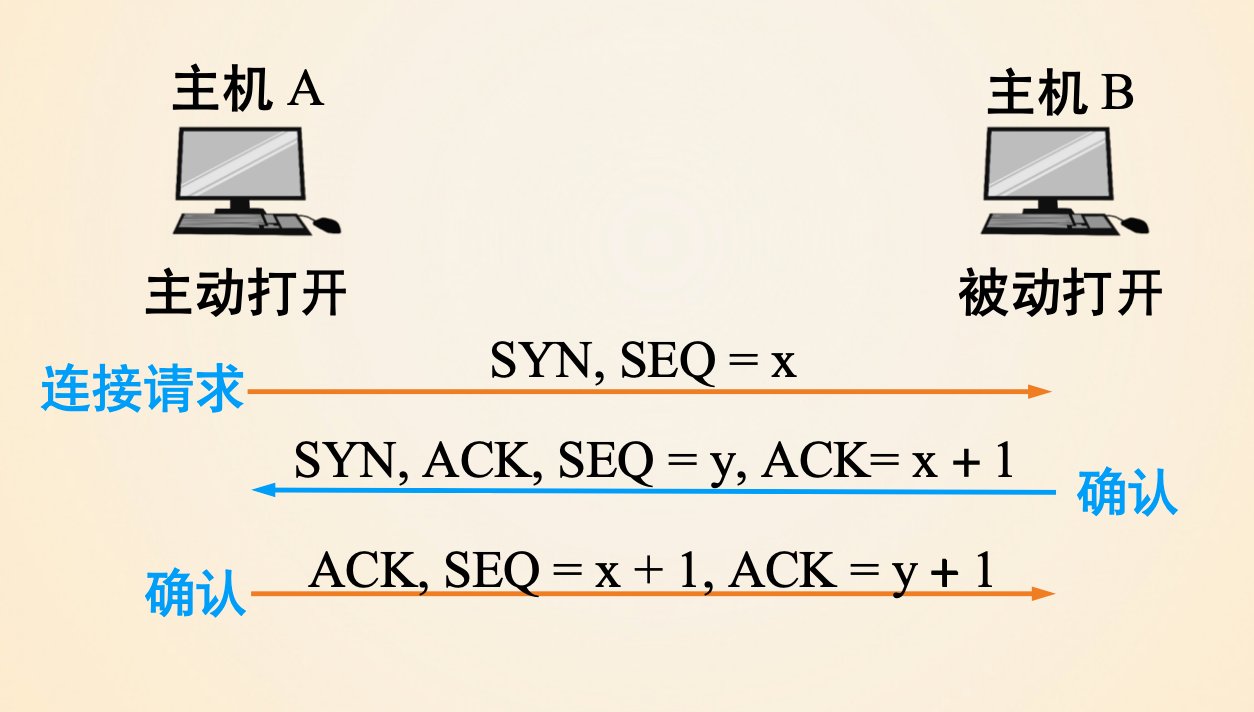 主机 A
主机 B
主动打开
被动打开
连接请求
SYN, SEQ = x
SYN, ACK, SEQ = y, ACK= x + 1
确认
确认
ACK, SEQ = x + 1, ACK = y + 1